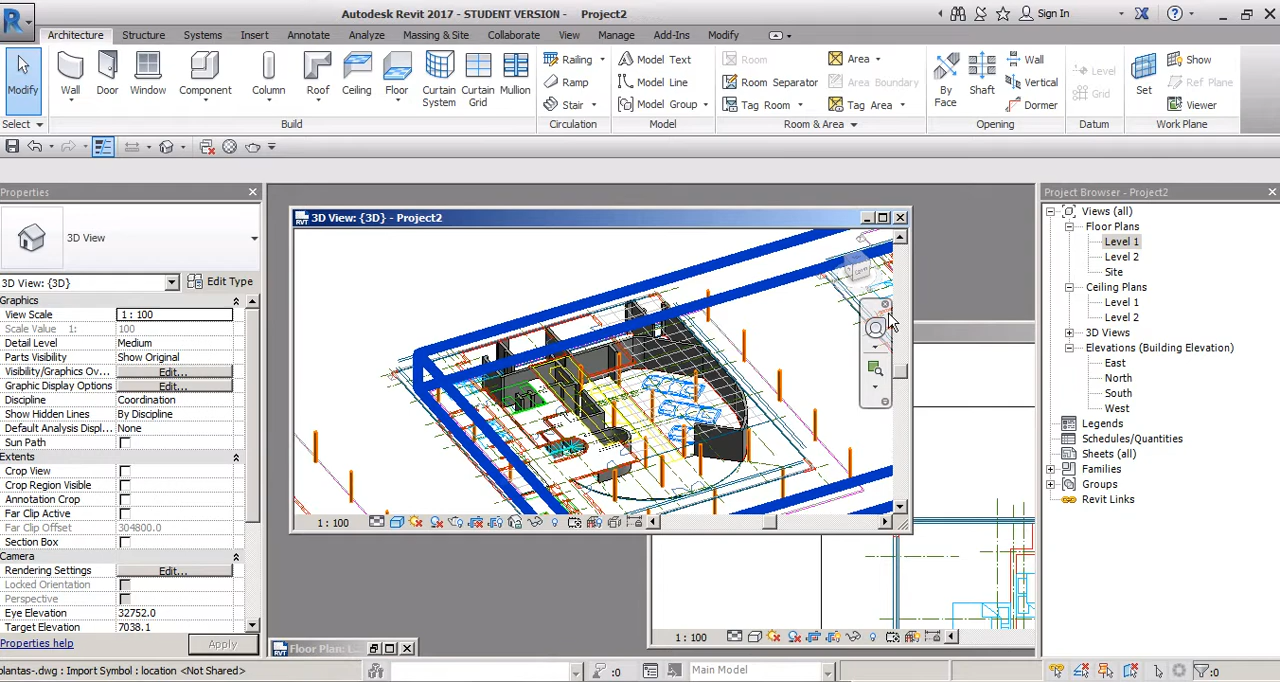 Autodesk Revit 2017 - STUDENT VERSION - Project2
Sign In
Architecture Structure Systems Insert Annotate Analyze Massing & Site Collaborate View Manage Add-Ins Modify
Modify Wall Door Window Component Column Roof Ceiling Floor Curtain System Curtain Grid Mullion
Railing Ramp Stair
Model Text Model Line Model Group
Room Room Separator Tag Room Area Area Boundary Tag Area
By Face Shaft Wall Vertical Dormer
Level Grid
Set Show Ref Plane Viewer
Select Build Circulation Model Room & Area Opening Datum Work Plane
Properties
3D View
3D View: {3D} Edit Type
Graphics
View Scale 1 : 100
Scale Value 1: 100
Detail Level Medium
Parts Visibility Show Original
Visibility/Graphics Ov... Edit...
Graphic Display Options Edit...
Discipline Coordination
Show Hidden Lines By Discipline
Default Analysis Displ... None
Sun Path
Extents
Crop View
Crop Region Visible
Annotation Crop
Far Clip Active
Far Clip Offset 304800.0
Section Box
Camera
Rendering Settings Edit...
Locked Orientation
Perspective
Eye Elevation 32752.0
Target Elevation 7038.1
Properties help Apply
3D View: {3D} - Project2
1 : 100
1 : 100
Floor Plan: L...
Project Browser - Project2
Views (all)
Floor Plans
Level 1
Level 2
Site
Ceiling Plans
Level 1
Level 2
3D Views
Elevations (Building Elevation)
East
North
South
West
Legends
Schedules/Quantities
Sheets (all)
Families
Groups
Revit Links
plantas-.dwg : Import Symbol : location <Not Shared> :0 Main Model :0